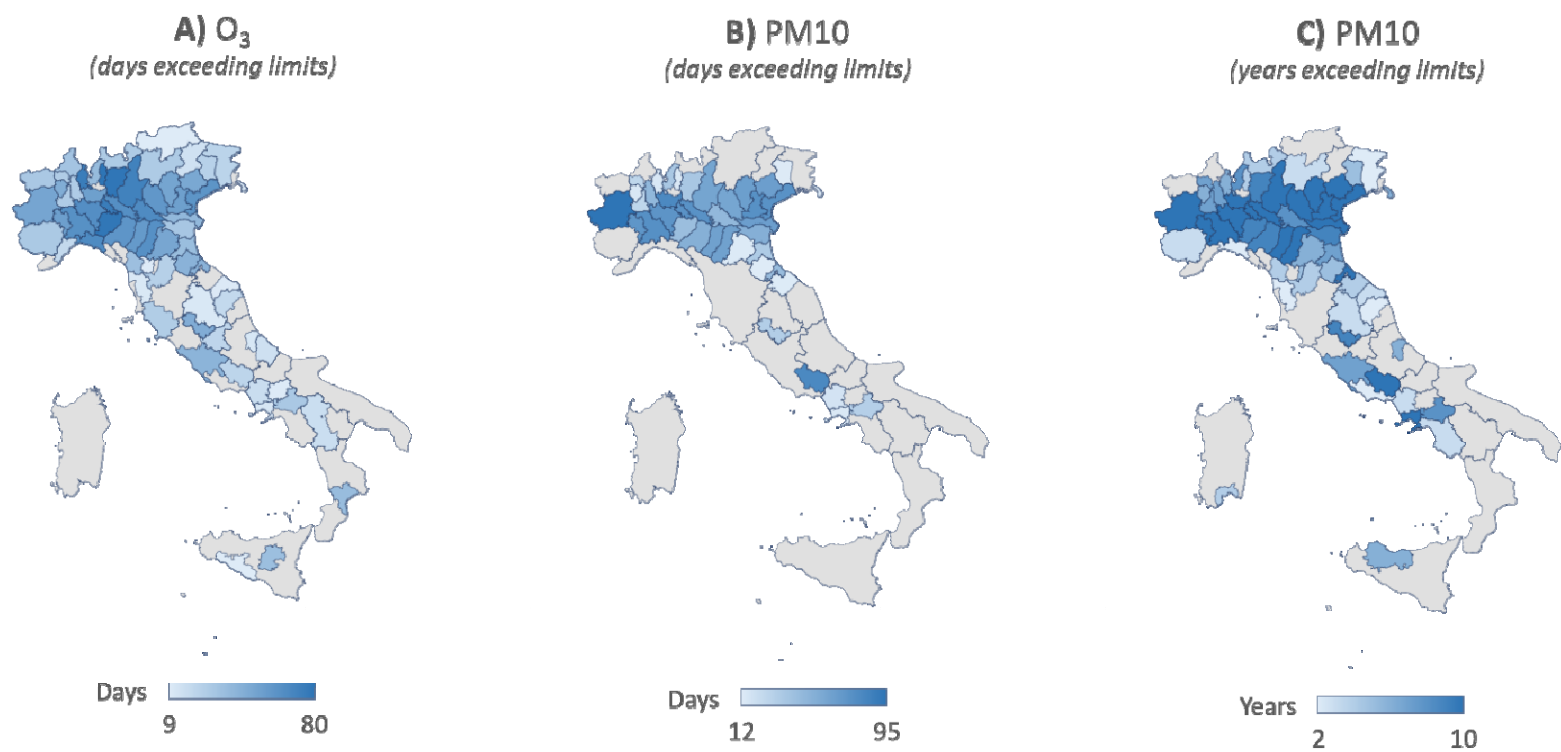 A) O₃
(days exceeding limits)
B) PM10
(days exceeding limits)
C) PM10
(years exceeding limits)
Days
9 80
Days
12 95
Years
2 10